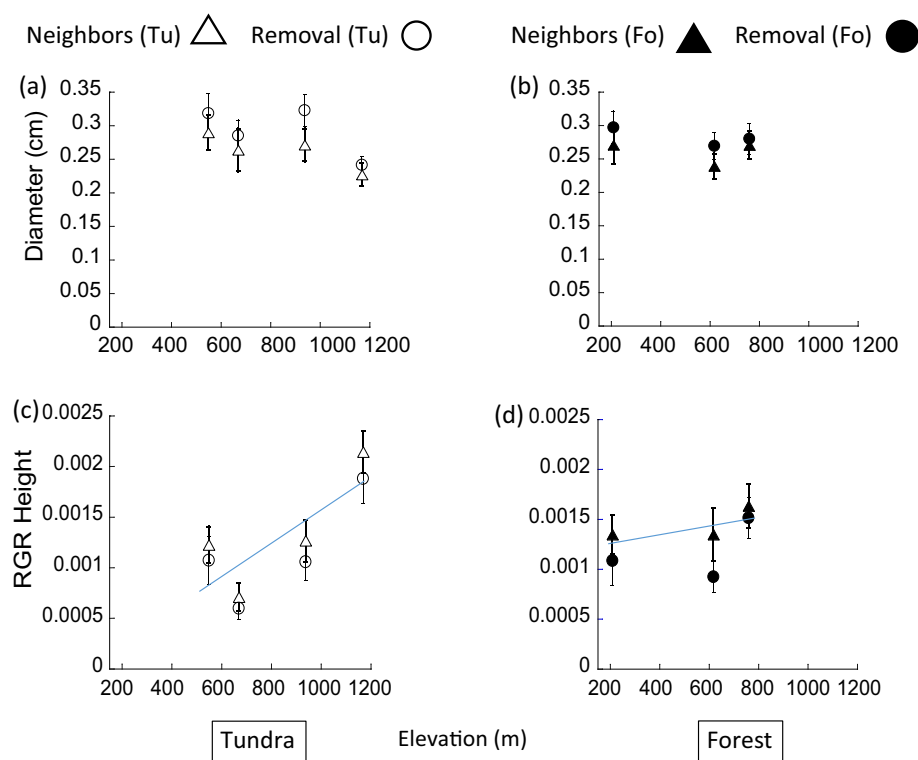 Neighbors (Tu) Removal (Tu) Neighbors (Fo) Removal (Fo)
(a) (b)
Diameter (cm)
0.35
0.3
0.25
0.2
0.15
0.1
0.05
0
200 400 600 800 1000 1200
0.35
0.3
0.25
0.2
0.15
0.1
0.05
0
200 400 600 800 1000 1200
(c) (d)
RGR Height
0.0025
0.002
0.0015
0.001
0.0005
0
200 400 600 800 1000 1200
0.0025
0.002
0.0015
0.001
0.0005
0
200 400 600 800 1000 1200
Tundra Elevation (m) Forest